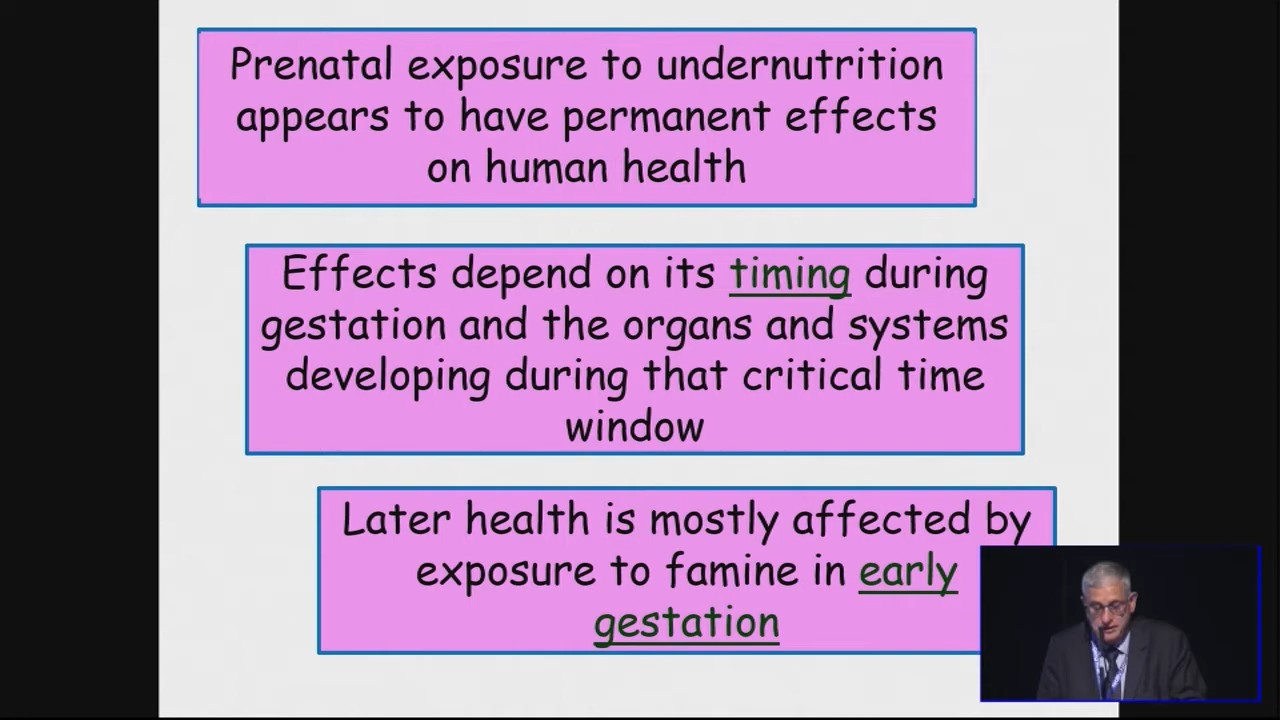 Prenatal exposure to undernutrition
appears to have permanent effects
on human health
Effects depend on its timing during
gestation and the organs and systems
developing during that critical time
window
Later health is mostly affected by
exposure to famine in early
gestation